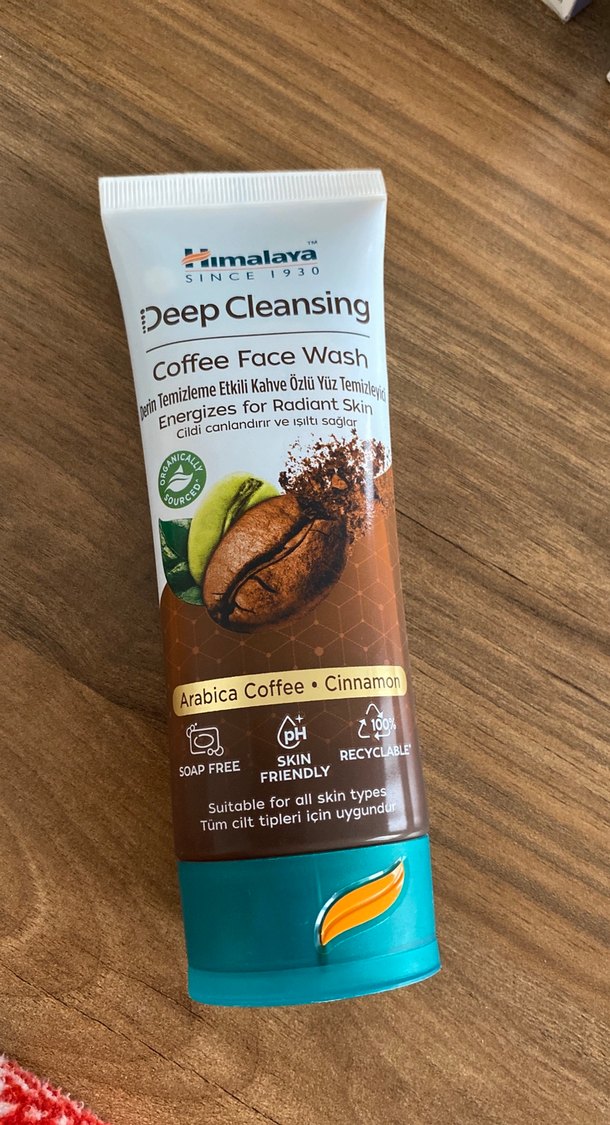 Himalaya™
SINCE 1930
Deep Cleansing
Coffee Face Wash
Derin Temizleme Etkili Kahve Özlü Yüz Temizleyici
Energizes for Radiant Skin
Cildi canlandırır ve ışıltı sağlar
ORGANICALLY
SOURCED*
Arabica Coffee • Cinnamon
SOAP FREE
pH
SKIN
FRIENDLY
100%
RECYCLABLE*
Suitable for all skin types
Tüm cilt tipleri için uygundur